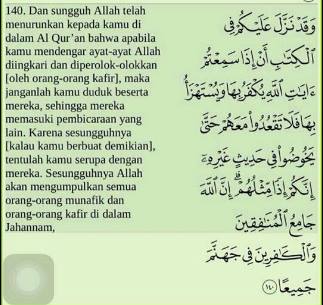 140. Dan sungguh Allah telah
menurunkan kepada kamu di
dalam Al Qur'an bahwa apabila
kamu mendengar ayat-ayat Allah
diingkari dan diperolok-olokkan
[oleh orang-orang kafir], maka
janganlah kamu duduk beserta
mereka, sehingga mereka
memasuki pembicaraan yang
lain. Karena sesungguhnya
[kalau kamu berbuat demikian],
tentulah kamu serupa dengan
mereka. Sesungguhnya Allah
akan mengumpulkan semua
orang-orang munafik dan
orang-orang kafir di dalam
Jahannam,
وَقَدْ نَزَّلَ عَلَيْكُمْ فِي
الْكِتَابِ أَنْ إِذَا سَمِعْتُمْ
ءَايَاتِ اللَّهِ يُكْفَرُ بِهَا وَيُسْتَهْزَأُ
بِهَا فَلَا تَقْعُدُوا مَعَهُمْ حَتَّى
يَخُوضُوا فِي حَدِيثٍ غَيْرِهِ
إِنَّكُمْ إِذًا مِثْلُهُمْ إِنَّ اللَّهَ
جَامِعُ الْمُنَافِقِينَ
وَالْكَافِرِينَ فِي جَهَنَّمَ
جَمِيعًا ١٤٠